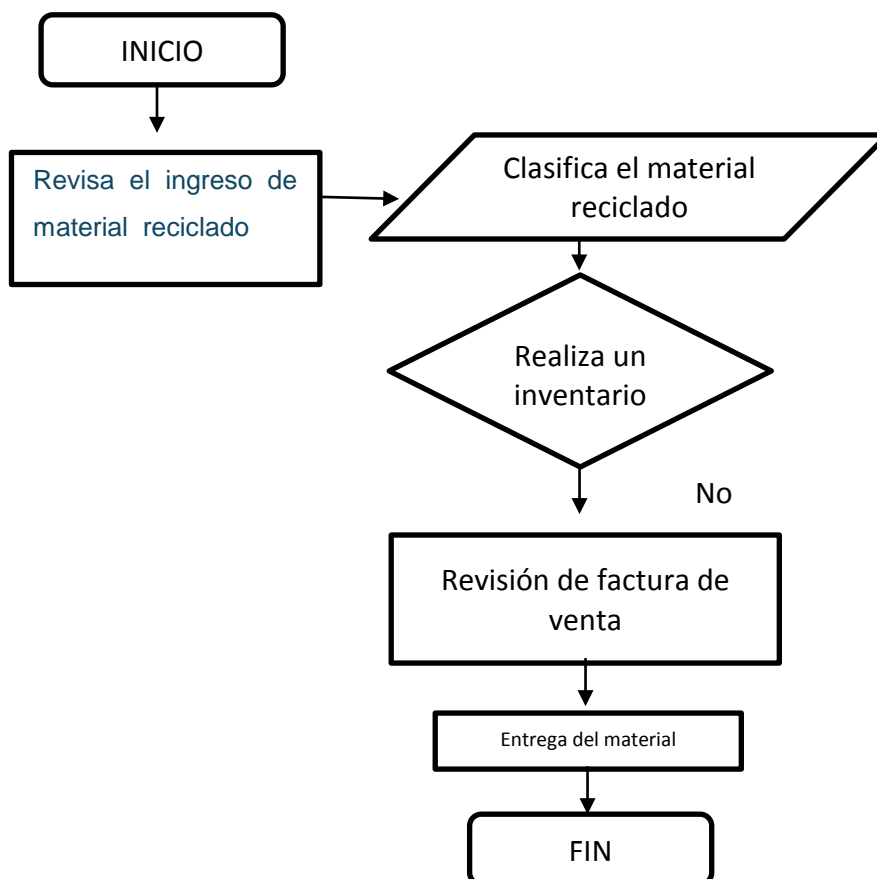 INICIO
Revisa el ingreso de
material reciclado
Clasifica el material
reciclado
Realiza un
inventario
No
Revisión de factura de
venta
Entrega del material
FIN